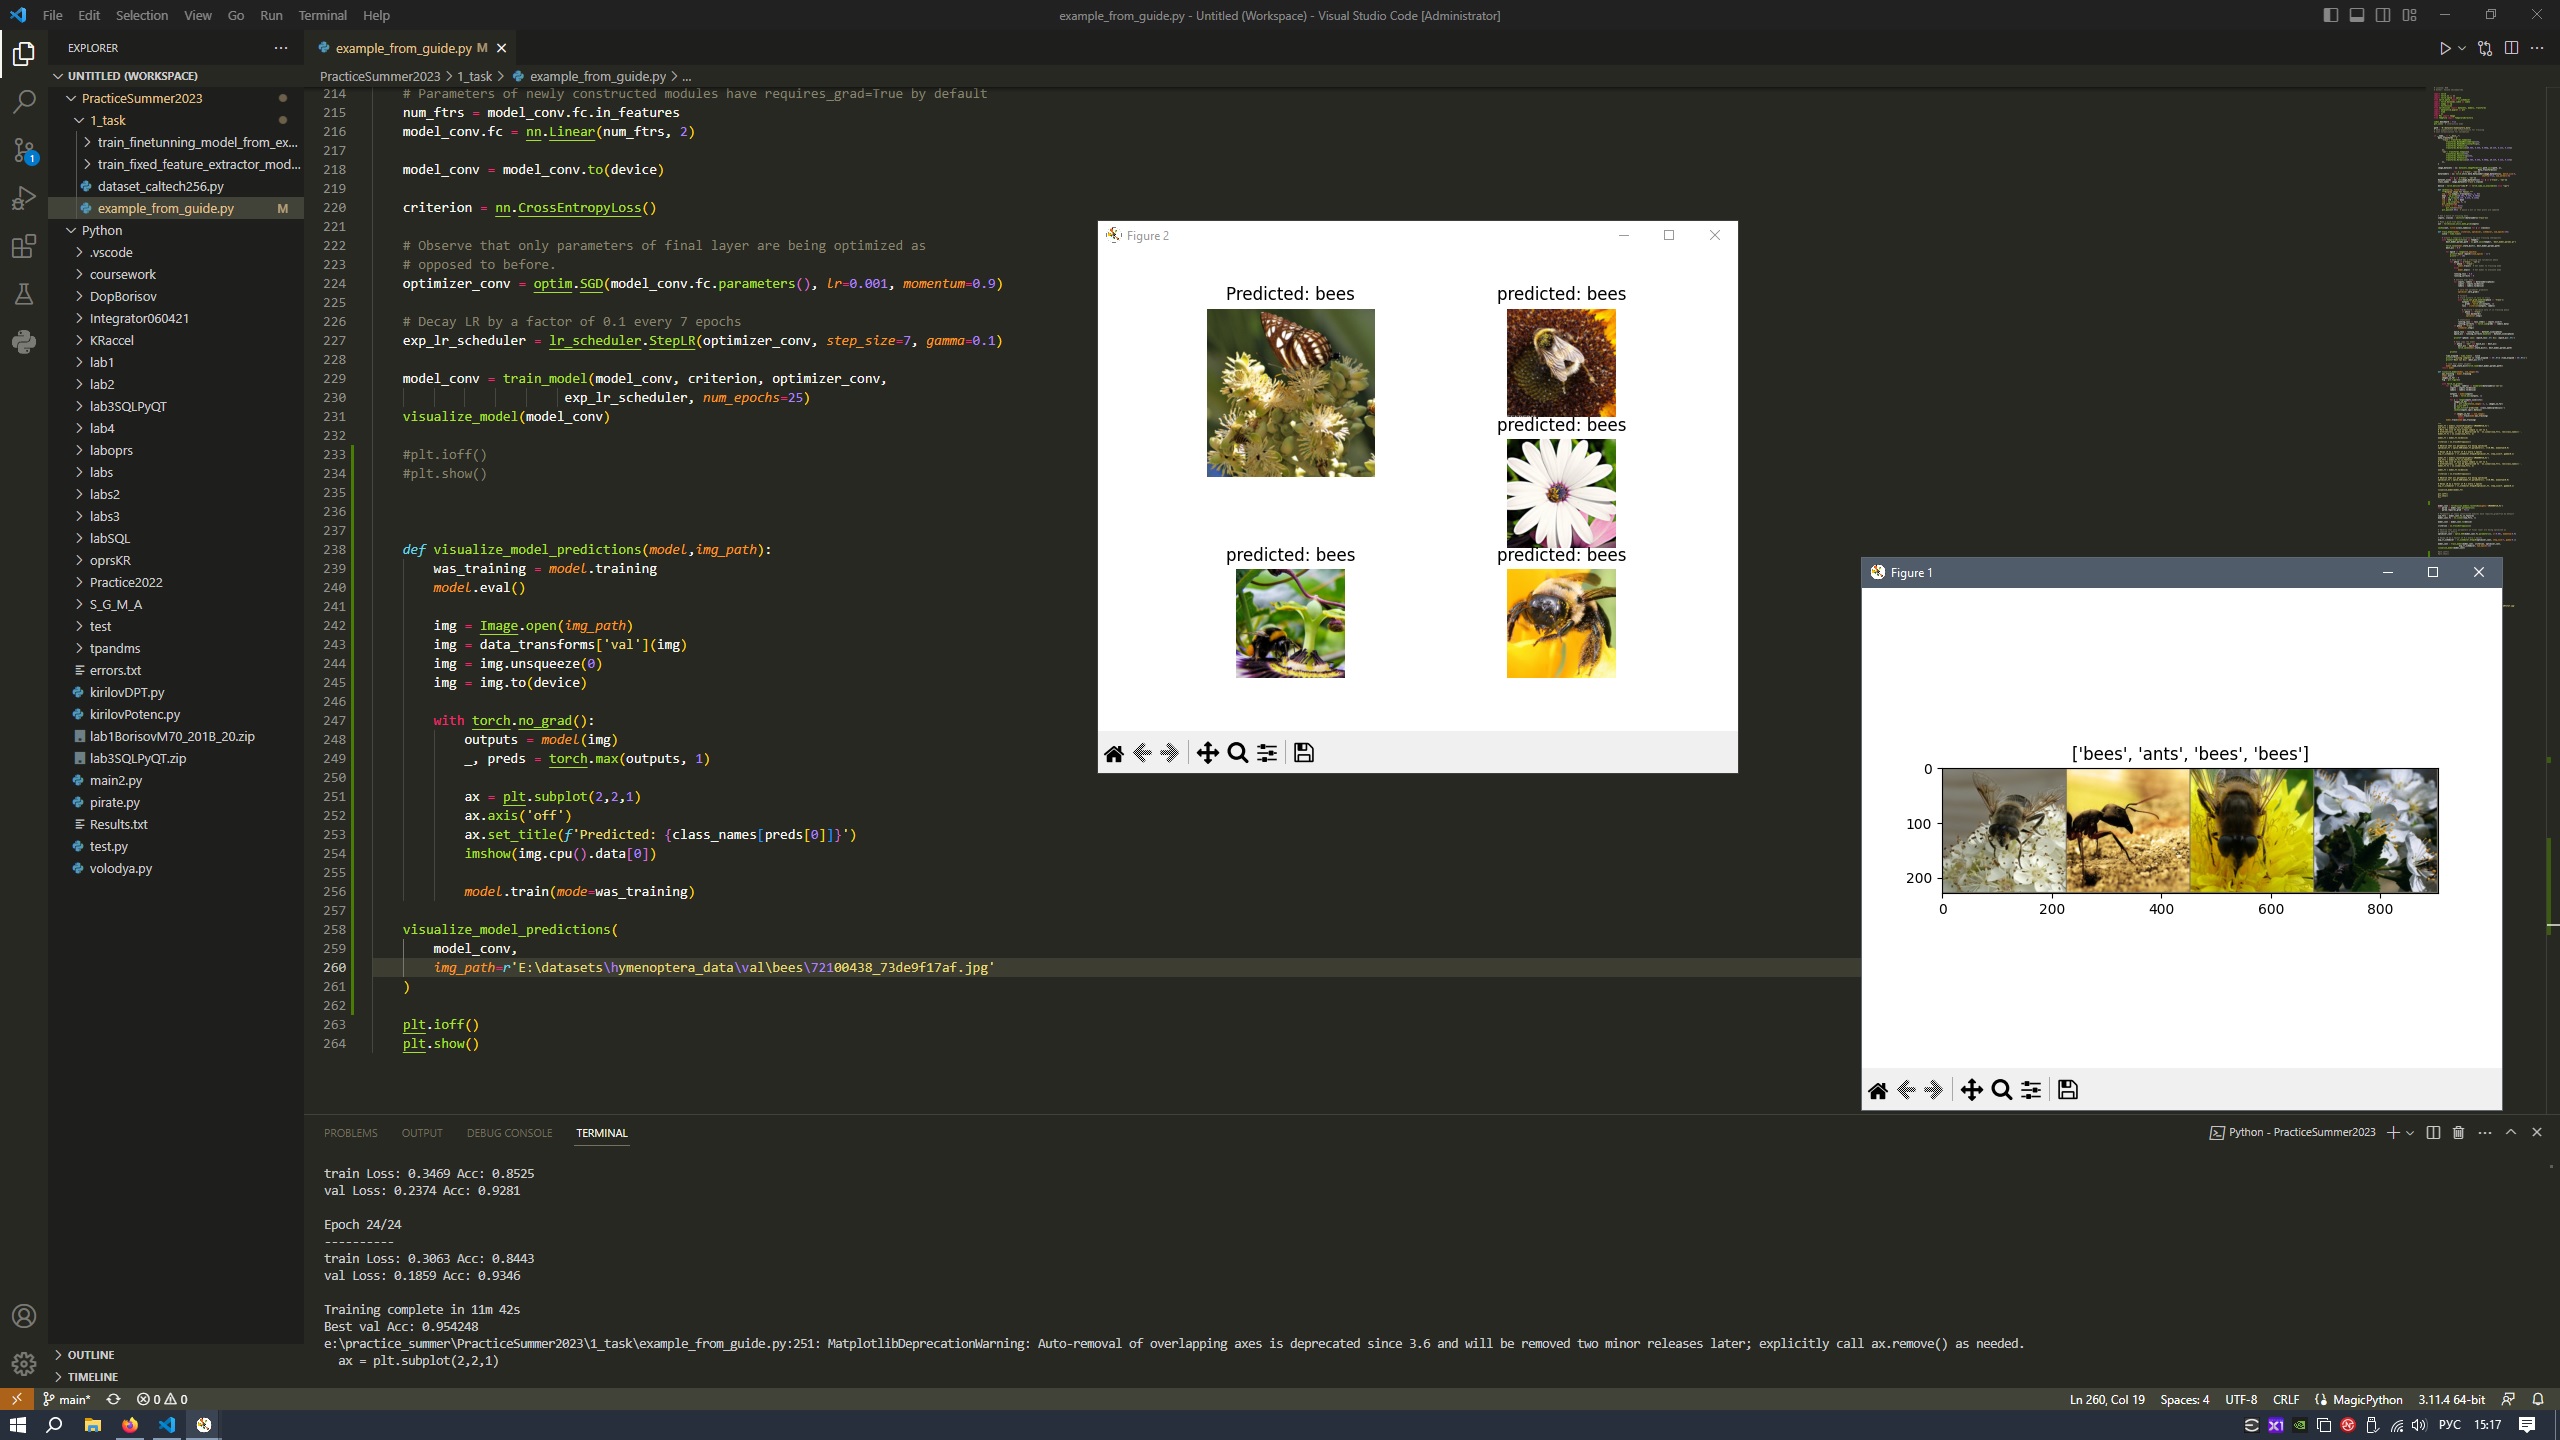 File Edit Selection View Go Run Terminal Help
example_from_guide.py - Untitled (Workspace) - Visual Studio Code [Administrator]
EXPLORER
UNTITLED (WORKSPACE)
PracticeSummer2023
1_task
train_finetunning_model_from_ex...
train_fixed_feature_extractor_mod...
dataset_caltech256.py
example_from_guide.py M
Python
.vscode
coursework
DopBorisov
Integrator060421
KRaccel
lab1
lab2
lab3SQLPyQT
lab4
laboprs
labs
labs2
labs3
labSQL
oprsKR
Practice2022
S_G_M_A
test
tpandms
errors.txt
kirilovDPT.py
kirilovPotenc.py
lab1BorisovM70_201B_20.zip
lab3SQLPyQT.zip
main2.py
pirate.py
Results.txt
test.py
volodya.py
OUTLINE
TIMELINE
1
example_from_guide.py M
PracticeSummer2023 > 1_task > example_from_guide.py > ...
214 # Parameters of newly constructed modules have requires_grad=True by default
215 num_ftrs = model_conv.fc.in_features
216 model_conv.fc = nn.Linear(num_ftrs, 2)
217
218 model_conv = model_conv.to(device)
219
220 criterion = nn.CrossEntropyLoss()
221
222 # Observe that only parameters of final layer are being optimized as
223 # opposed to before.
224 optimizer_conv = optim.SGD(model_conv.fc.parameters(), lr=0.001, momentum=0.9)
225
226 # Decay LR by a factor of 0.1 every 7 epochs
227 exp_lr_scheduler = lr_scheduler.StepLR(optimizer_conv, step_size=7, gamma=0.1)
228
229 model_conv = train_model(model_conv, criterion, optimizer_conv,
230 exp_lr_scheduler, num_epochs=25)
231 visualize_model(model_conv)
232
233 #plt.ioff()
234 #plt.show()
235
236
237
238 def visualize_model_predictions(model,img_path):
239 was_training = model.training
240 model.eval()
241
242 img = Image.open(img_path)
243 img = data_transforms['val'](img)
244 img = img.unsqueeze(0)
245 img = img.to(device)
246
247 with torch.no_grad():
248 outputs = model(img)
249 _, preds = torch.max(outputs, 1)
250
251 ax = plt.subplot(2,2,1)
252 ax.axis('off')
253 ax.set_title(f'Predicted: {class_names[preds[0]]}')
254 imshow(img.cpu().data[0])
255
256 model.train(mode=was_training)
257
258 visualize_model_predictions(
259 model_conv,
260 img_path=r'E:\datasets\hymenoptera_data\val\bees\72100438_73de9f17af.jpg'
261 )
262
263 plt.ioff()
264 plt.show()
Figure 2
Predicted: bees
predicted: bees
predicted: bees
predicted: bees
predicted: bees
Figure 1
['bees', 'ants', 'bees', 'bees']
0
100
200
0 200 400 600 800
PROBLEMS OUTPUT DEBUG CONSOLE TERMINAL
Python - PracticeSummer2023
train Loss: 0.3469 Acc: 0.8525
val Loss: 0.2374 Acc: 0.9281
Epoch 24/24
----------
train Loss: 0.3063 Acc: 0.8443
val Loss: 0.1859 Acc: 0.9346
Training complete in 11m 42s
Best val Acc: 0.954248
e:\practice_summer\PracticeSummer2023\1_task\example_from_guide.py:251: MatplotlibDeprecationWarning: Auto-removal of overlapping axes is deprecated since 3.6 and will be removed two minor releases later; explicitly call ax.remove() as needed.
ax = plt.subplot(2,2,1)
main* 0 0
Ln 260, Col 19 Spaces: 4 UTF-8 CRLF MagicPython 3.11.4 64-bit
РУС 15:17